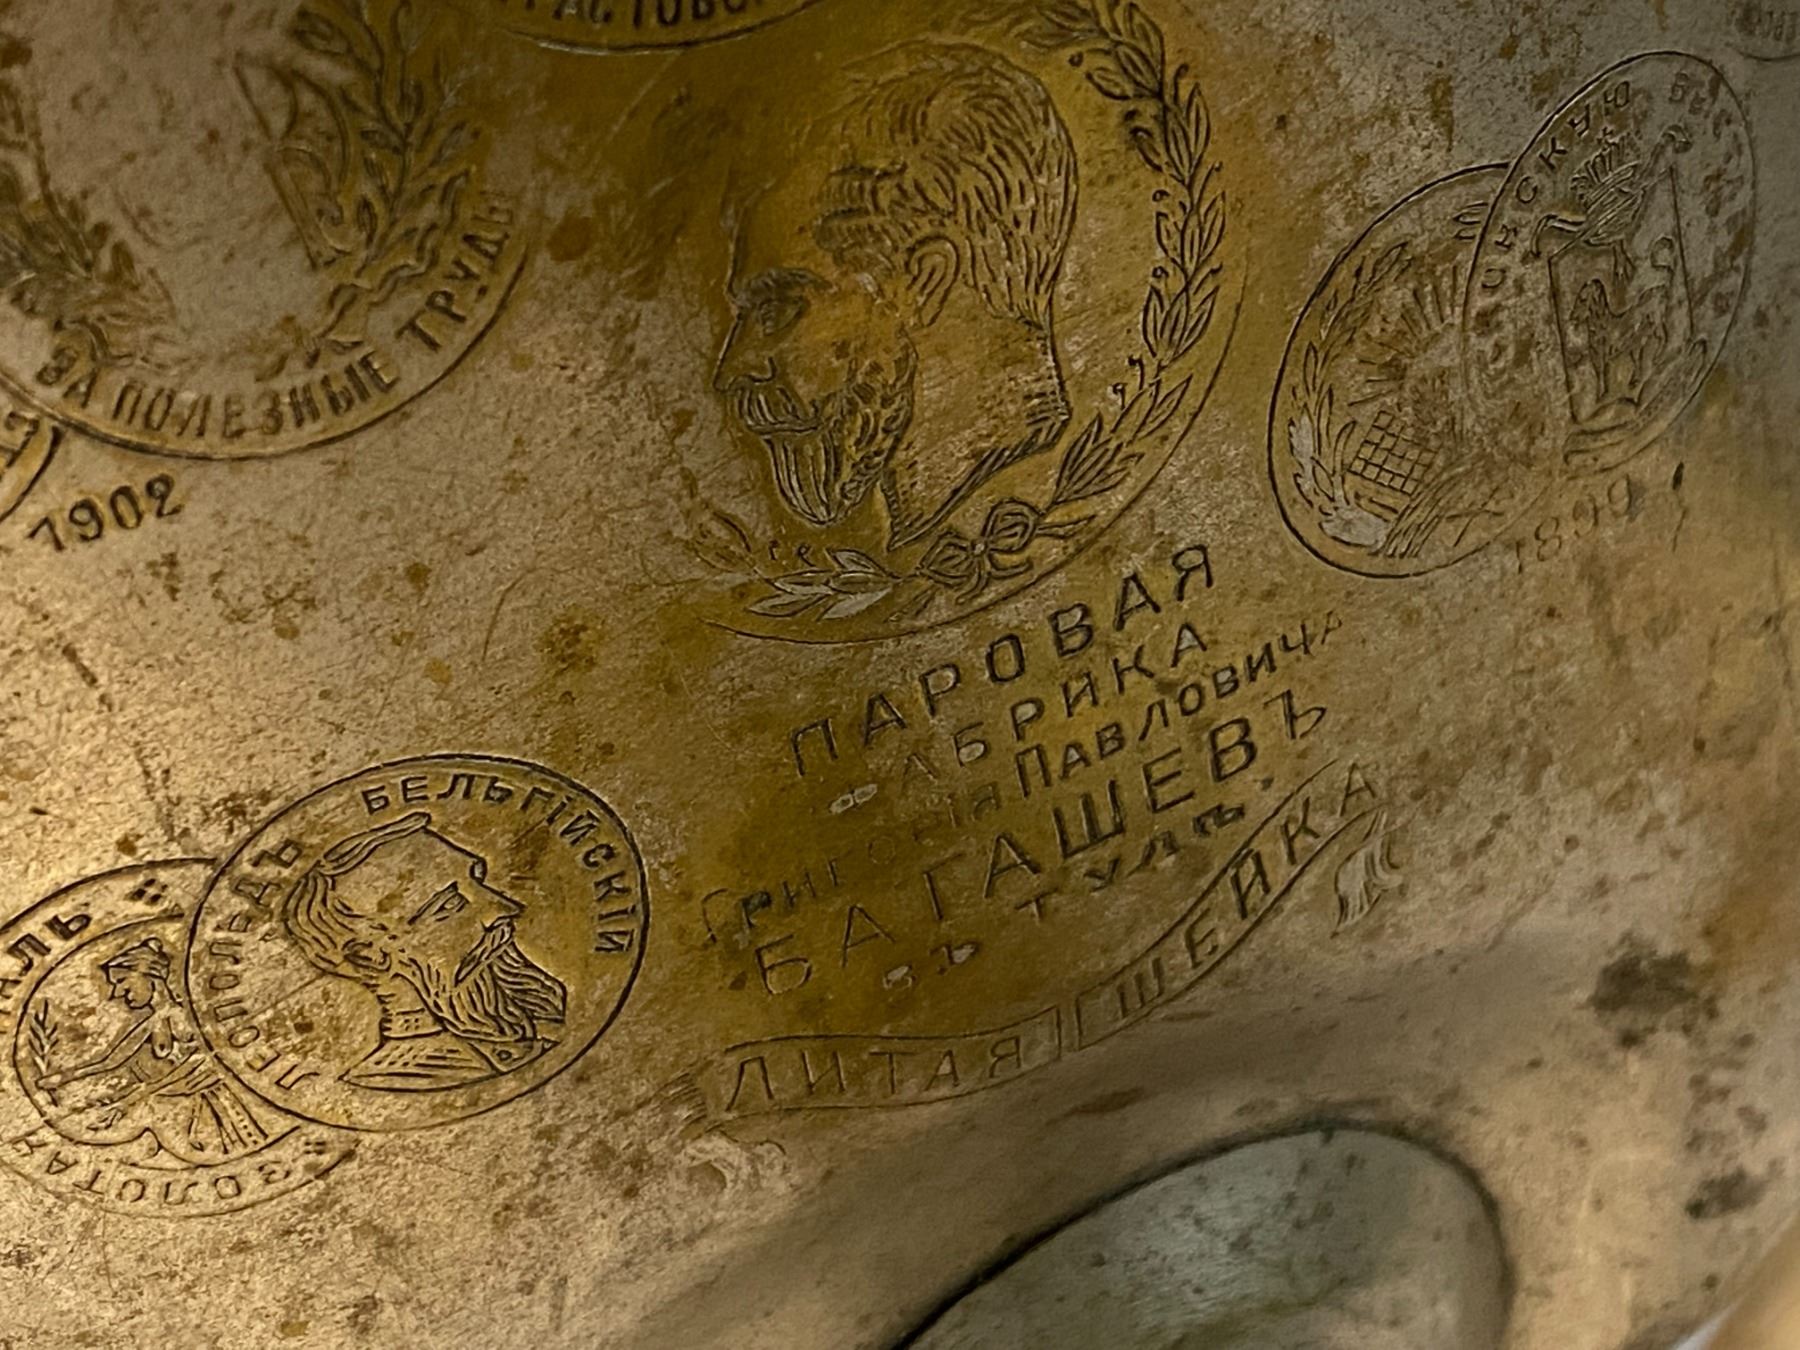 ЗА ПОЛЕЗНЫЕ ТРУДЫ
1902
1899
ПАРОВАЯ
ФАБРИКА
ГРИГОРІЯ ПАВЛОВИЧА
БАГАШЕВЪ
ВЪ ТУЛѢ.
ЛИТАЯ ШЕЙКА
ЛЕОПОЛЬДЪ БЕЛЬГІЙСКІЙ
ЗОЛОТАЯ